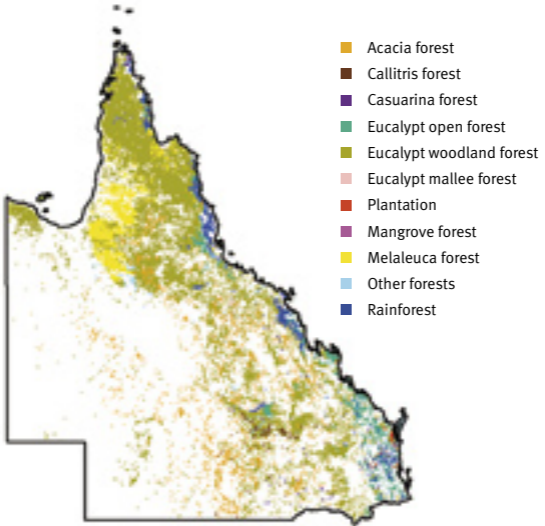 Acacia forest
Callitris forest
Casuarina forest
Eucalypt open forest
Eucalypt woodland forest
Eucalypt mallee forest
Plantation
Mangrove forest
Melaleuca forest
Other forests
Rainforest